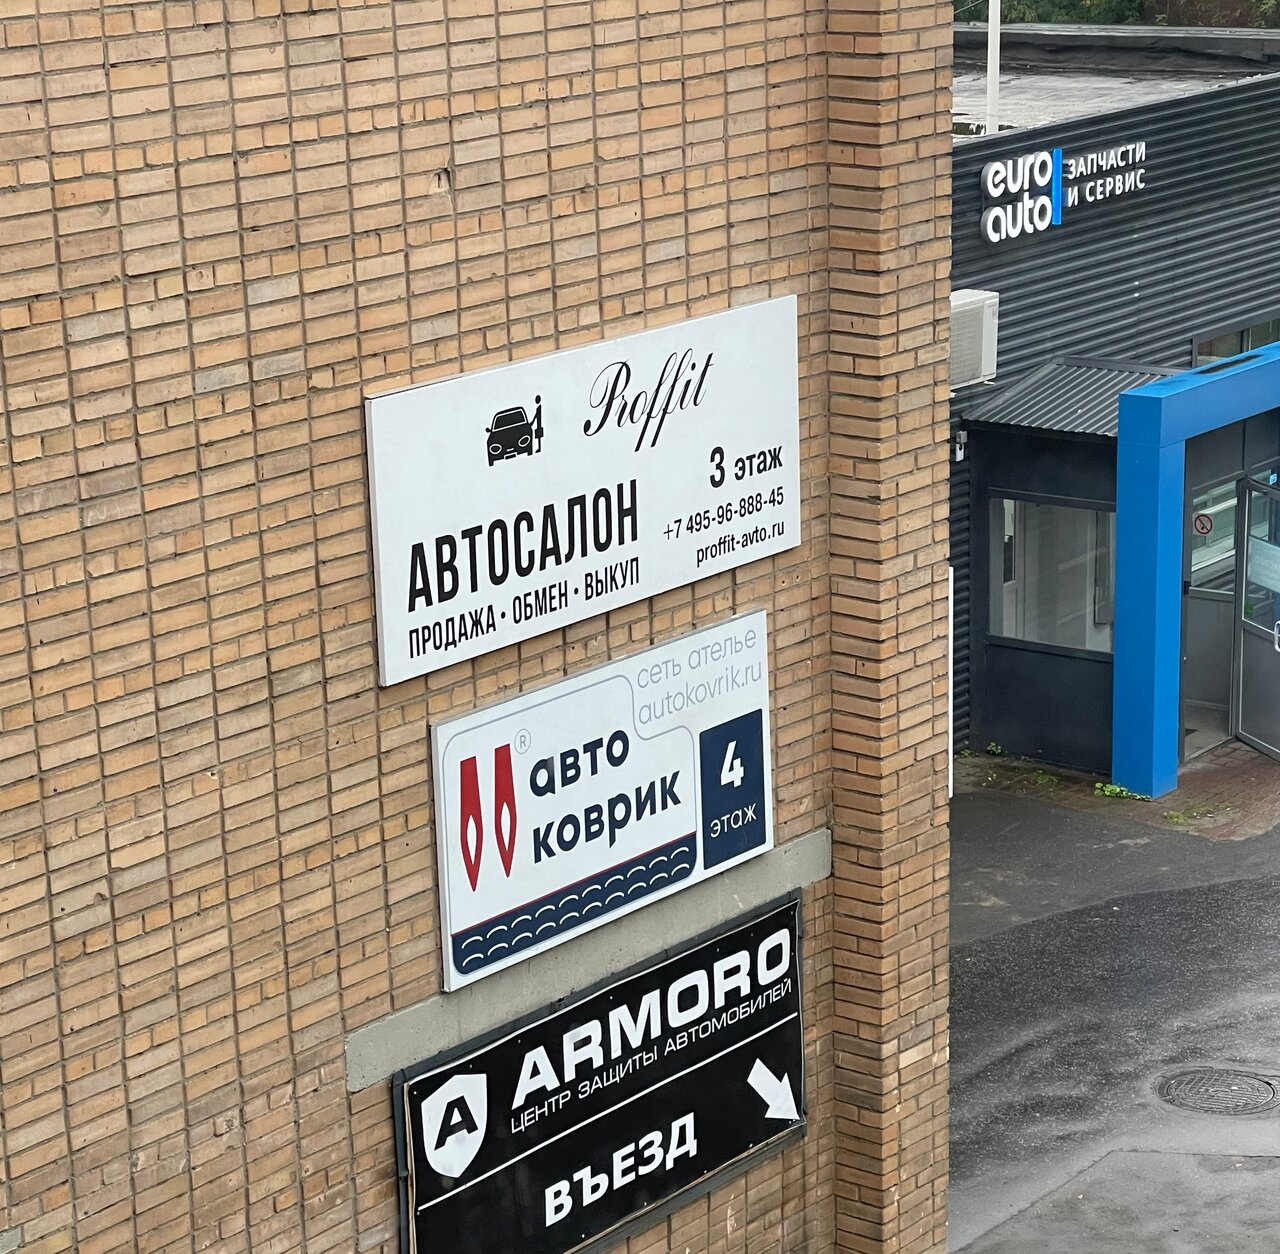 euro
auto
ЗАПЧАСТИ
И СЕРВИС
Proffit
3 этаж
АВТОСАЛОН
+7 495-96-888-45
ПРОДАЖА • ОБМЕН • ВЫКУП
proffit-avto.ru
сеть ателье
autokovrik.ru
®
авто
коврик
4
этаж
ARMORO
ЦЕНТР ЗАЩИТЫ АВТОМОБИЛЕЙ
A
ВЪЕЗД